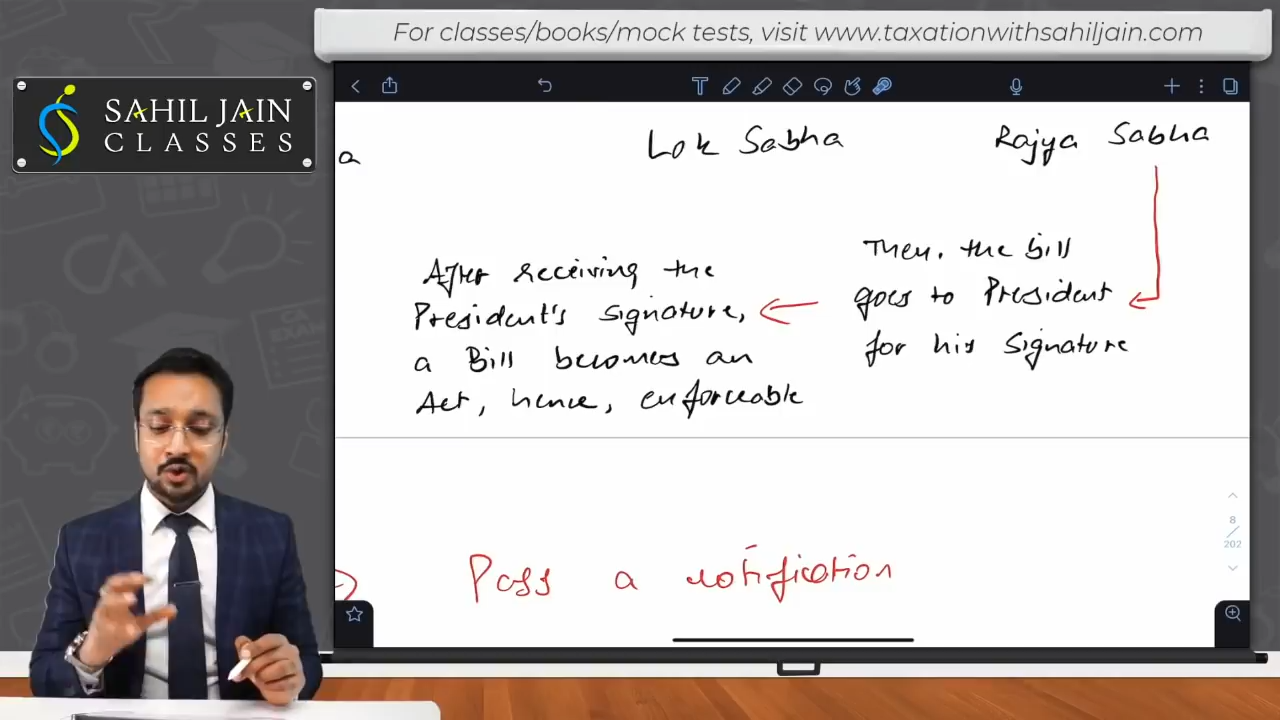 For classes/books/mock tests, visit www.taxationwithsahiljain.com
SAHIL JAIN
CLASSES
a
Lok Sabha
Rajya Sabha
Then, the bill
goes to President
for his signature
After receiving the
President's signature,
a Bill becomes an
Act, hence, enforceable
Pass a notification
8
202